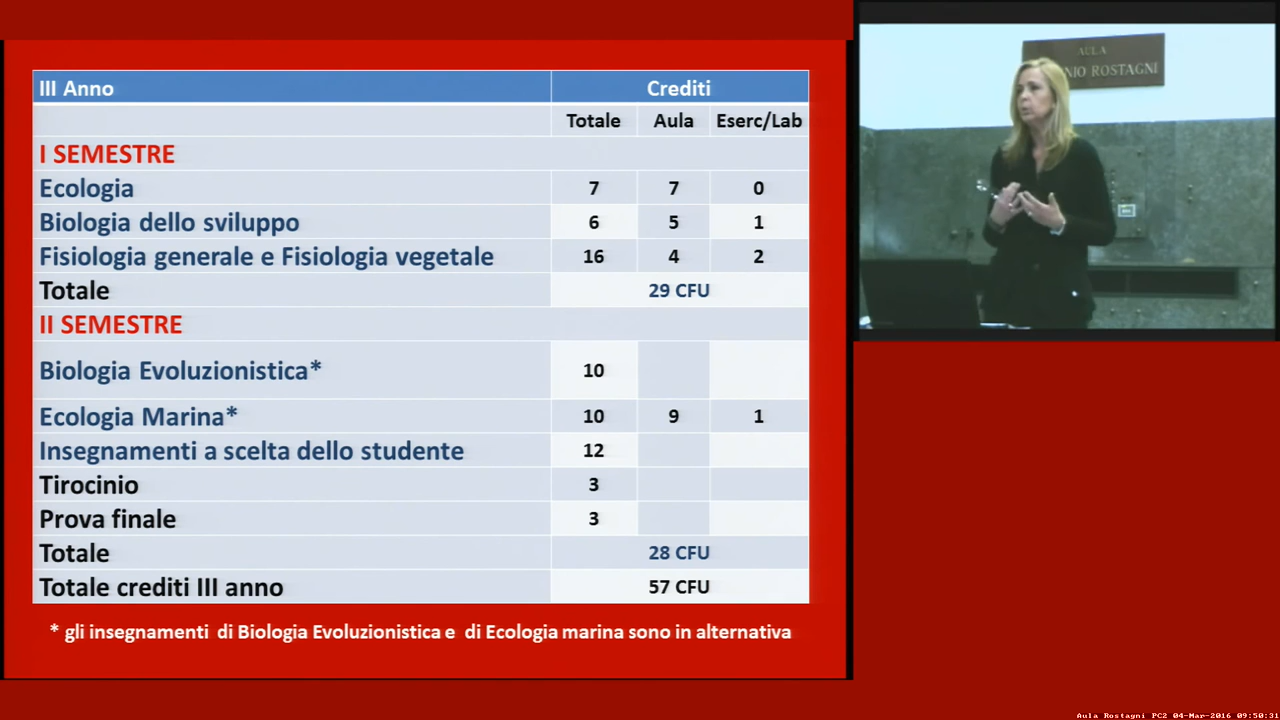 III Anno Crediti
Totale Aula Eserc/Lab
I SEMESTRE
Ecologia 7 7 0
Biologia dello sviluppo 6 5 1
Fisiologia generale e Fisiologia vegetale 16 4 2
Totale 29 CFU
II SEMESTRE
Biologia Evoluzionistica* 10
Ecologia Marina* 10 9 1
Insegnamenti a scelta dello studente 12
Tirocinio 3
Prova finale 3
Totale 28 CFU
Totale crediti III anno 57 CFU
* gli insegnamenti di Biologia Evoluzionistica e di Ecologia marina sono in alternativa
AULA
NIO ROSTAGNI
Aula Rostagni PC2 04-Mar-2016 09:50:31